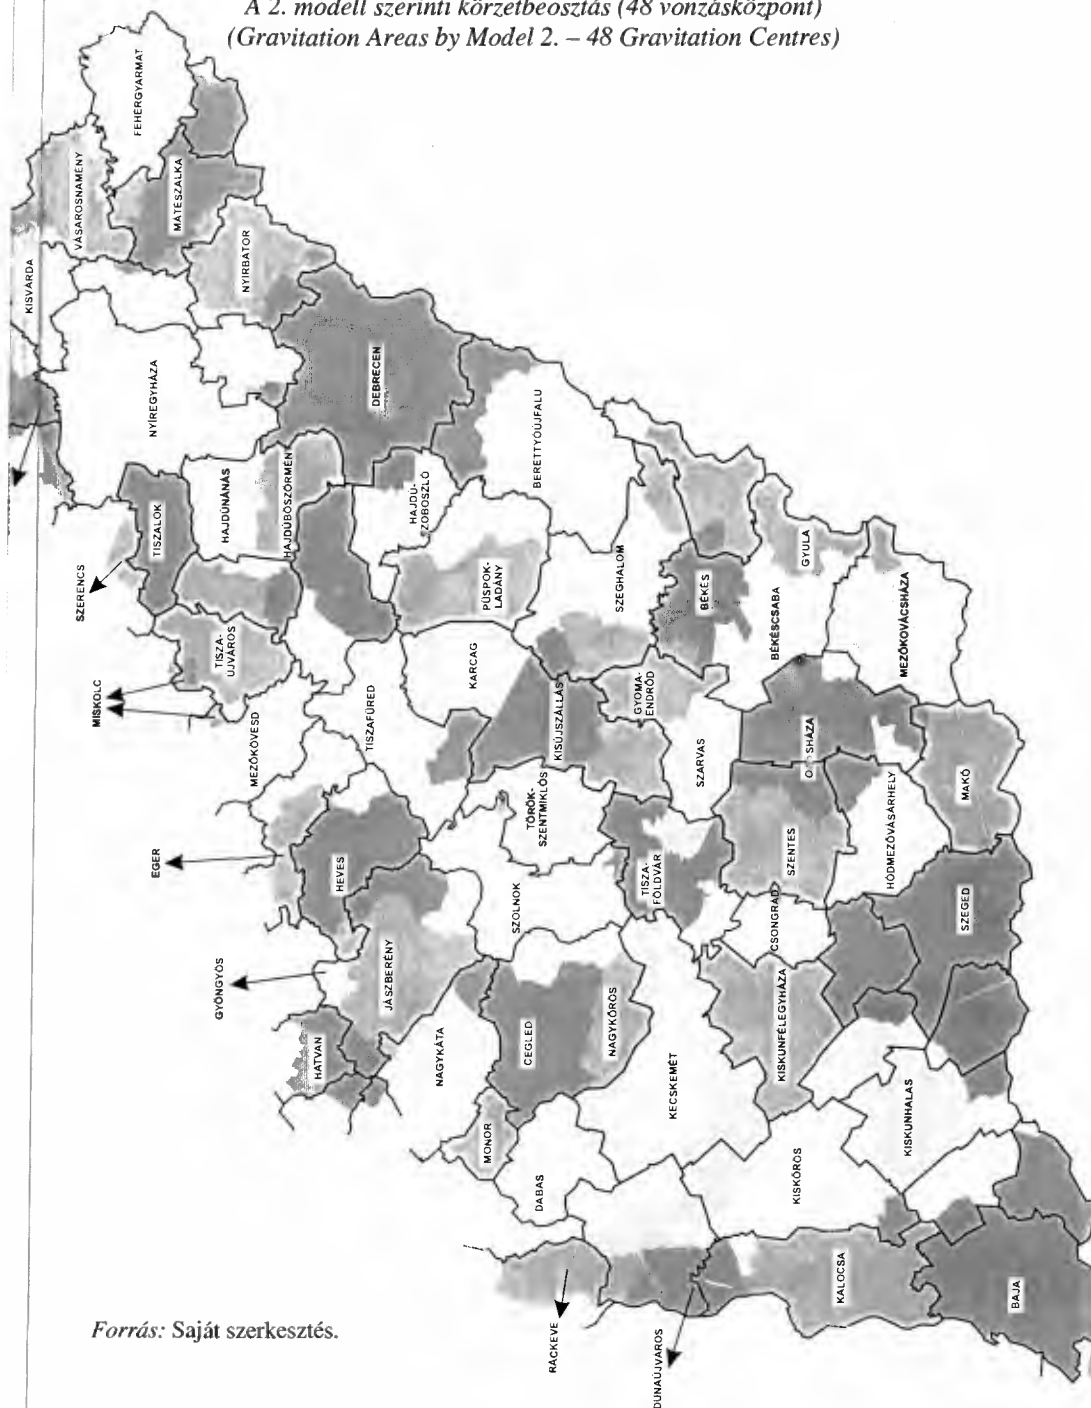 A 2. modell szerinti körzetbeosztás (48 vonzásközpont)
(Gravitation Areas by Model 2. – 48 Gravitation Centres)
FEHÉRGYARMAT
VÁSÁROSNAMÉNY
MÁTÉSZALKA
KISVÁRDA
NYÍRBÁTOR
NYÍREGYHÁZA
DEBRECEN
BERETTYÓÚJFALU
TISZALÖK
HAJDÚNÁNÁS
HAJDÚBÖSZÖRMÉNY
HAJDÚ-
SZOBOSZLÓ
SZERENCS
PÜSPÖK-
LADÁNY
SZEGHALOM
GYULA
BÉKÉS
TISZA-
ÚJVÁROS
MISKOLC
KARCAG
BÉKÉSCSABA
MEZŐKOVÁCSHÁZA
MEZŐKÖVESD
TISZAFÜRED
KISÚJSZÁLLÁS
GYOMA-
ENDRŐD
SZARVAS
OROSHÁZA
MAKÓ
EGER
HEVES
TÖRÖK-
SZENTMIKLÓS
SZENTES
HÓDMEZŐVÁSÁRHELY
TISZA-
FÖLDVÁR
SZOLNOK
CSONGRÁD
SZEGED
GYÖNGYÖS
JÁSZBERÉNY
HATVAN
NAGYKÁTA
CEGLÉD
NAGYKŐRÖS
KISKUNFÉLEGYHÁZA
KECSKEMÉT
KISKUNHALAS
MONOR
DABAS
KISKŐRÖS
KALOCSA
BAJA
RÁCKEVE
DUNAÚJVÁROS
Forrás: Saját szerkesztés.